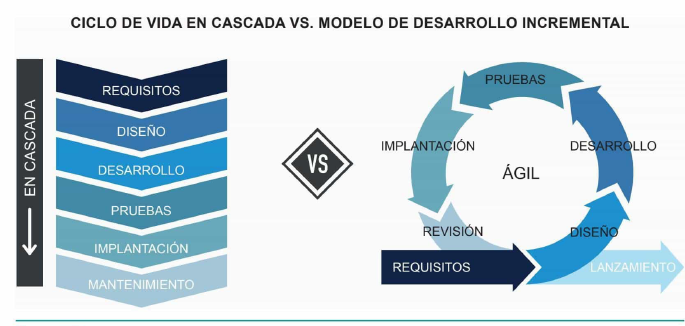 CICLO DE VIDA EN CASCADA VS. MODELO DE DESARROLLO INCREMENTAL
EN CASCADA
REQUISITOS
DISEÑO
DESARROLLO
PRUEBAS
IMPLANTACIÓN
MANTENIMIENTO
VS
PRUEBAS
IMPLANTACIÓN
DESARROLLO
ÁGIL
REVISIÓN
DISEÑO
REQUISITOS
LANZAMIENTO